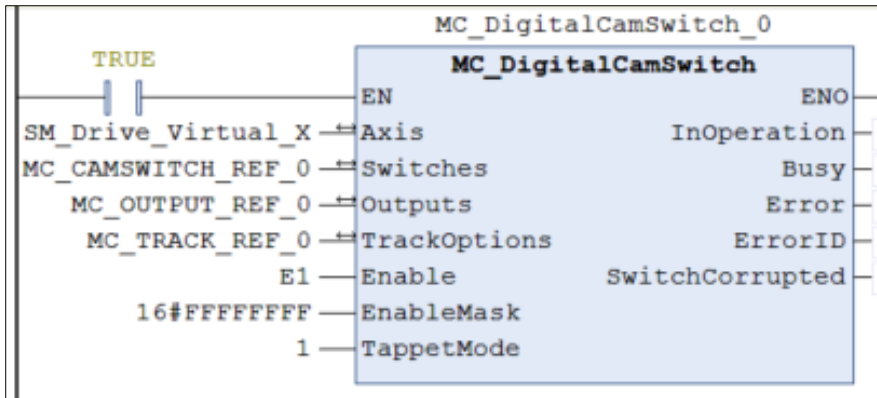 MC_DigitalCamSwitch_0
TRUE
MC_DigitalCamSwitch
EN ENO
SM_Drive_Virtual_X Axis InOperation
MC_CAMSWITCH_REF_0 Switches Busy
MC_OUTPUT_REF_0 Outputs Error
MC_TRACK_REF_0 TrackOptions ErrorID
E1 Enable SwitchCorrupted
16#FFFFFFFF EnableMask
1 TappetMode